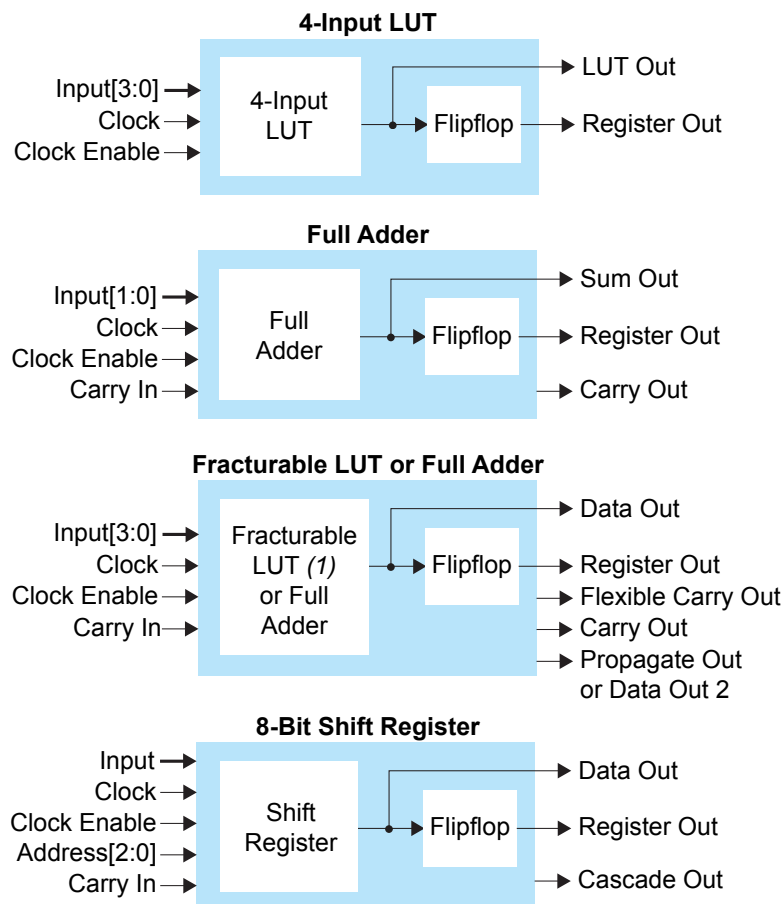 4-Input LUT
Input[3:0]
Clock
Clock Enable
4-Input
LUT
Flipflop
LUT Out
Register Out
Full Adder
Input[1:0]
Clock
Clock Enable
Carry In
Full
Adder
Flipflop
Sum Out
Register Out
Carry Out
Fracturable LUT or Full Adder
Input[3:0]
Clock
Clock Enable
Carry In
Fracturable
LUT (1)
or Full
Adder
Flipflop
Data Out
Register Out
Flexible Carry Out
Carry Out
Propagate Out
or Data Out 2
8-Bit Shift Register
Input
Clock
Clock Enable
Address[2:0]
Carry In
Shift
Register
Flipflop
Data Out
Register Out
Cascade Out